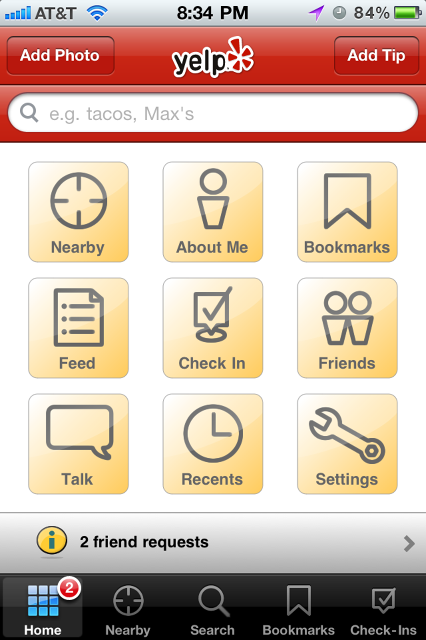 AT&T 8:34 PM 84%
Add Photo yelp Add Tip
e.g. tacos, Max's
Nearby About Me Bookmarks
Feed Check In Friends
Talk Recents Settings
2 friend requests
2
Home Nearby Search Bookmarks Check-Ins